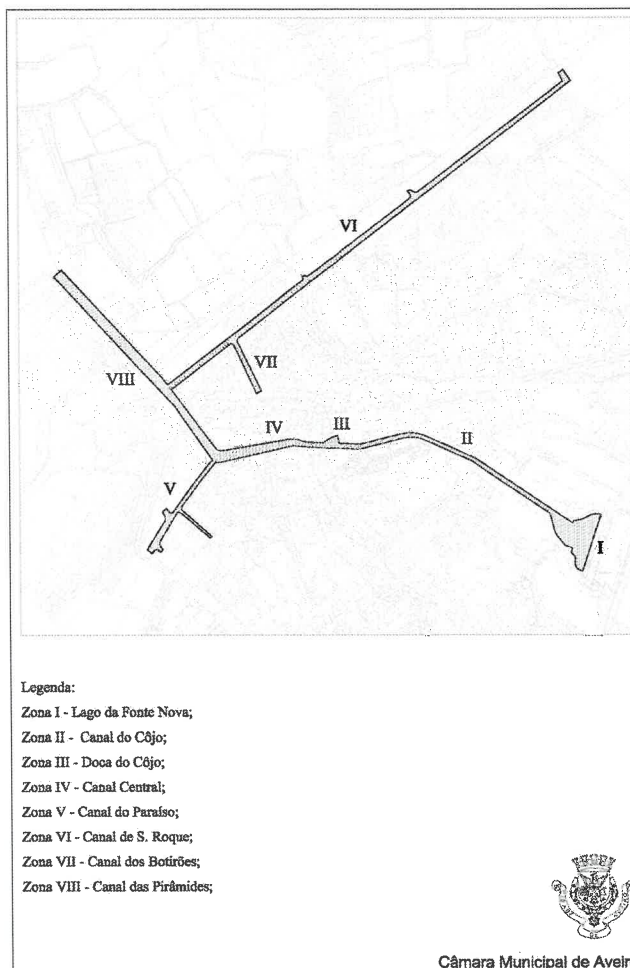 VI
VII
VIII
IV
III
II
V
I
Legenda:
Zona I - Lago da Fonte Nova;
Zona II - Canal do Côjo;
Zona III - Doca do Côjo;
Zona IV - Canal Central;
Zona V - Canal do Paraíso;
Zona VI - Canal de S. Roque;
Zona VII - Canal dos Botirões;
Zona VIII - Canal das Pirâmides;
Câmara Municipal de Aveir